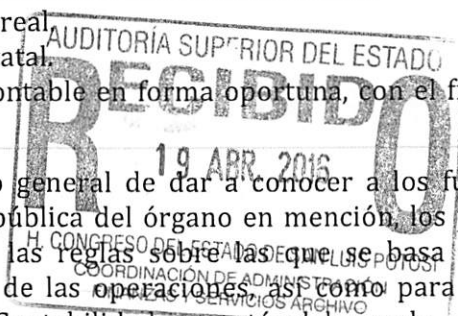 real,
AUDITORÍA SUPERIOR DEL ESTADO
atal.
RECIBIDO
ontable en forma oportuna, con el f
19 ABR. 2016
o general de dar a conocer a los fu
pública del órgano en mención, los
H. CONGRESO DEL ESTADO DE SAN LUIS POTOSI
las reglas sobre las que se basa
COORDINACIÓN DE ADMINISTRACIÓN
de las operaciones, así como para
FINANZAS Y SERVICIOS ARCHIVO